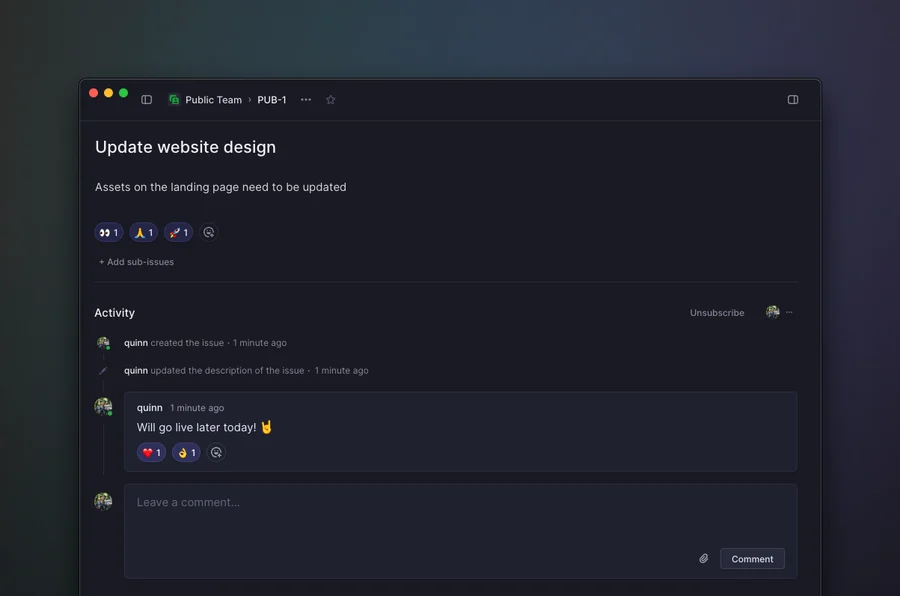 Public Team › PUB-1 ···
Update website design
Assets on the landing page need to be updated
👀 1 🙏 1 🚀 1
+ Add sub-issues
Activity Unsubscribe ···
quinn created the issue · 1 minute ago
quinn updated the description of the issue · 1 minute ago
quinn 1 minute ago
Will go live later today! 🤘
❤️ 1 👌 1
Leave a comment...
Comment